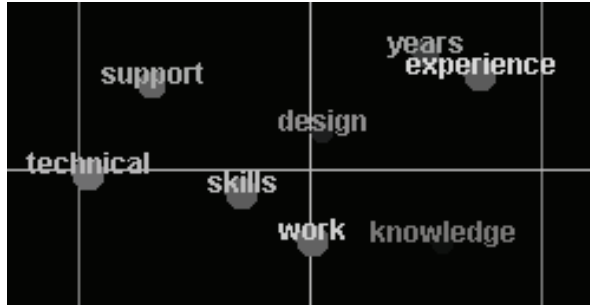 years
experience
support
design
technical
skills
work
knowledge